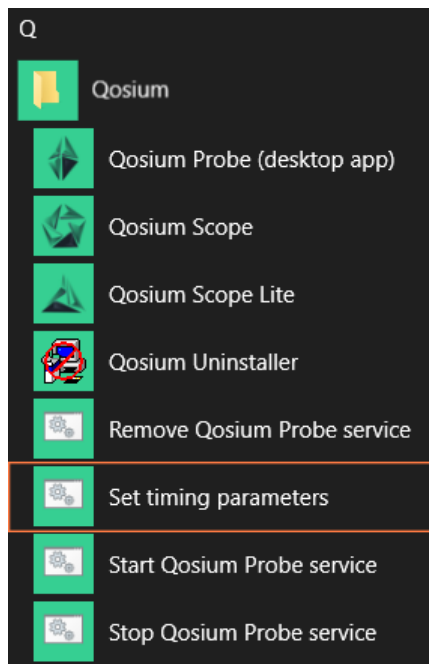 Q
Qosium
Qosium Probe (desktop app)
Qosium Scope
Qosium Scope Lite
Qosium Uninstaller
Remove Qosium Probe service
Set timing parameters
Start Qosium Probe service
Stop Qosium Probe service